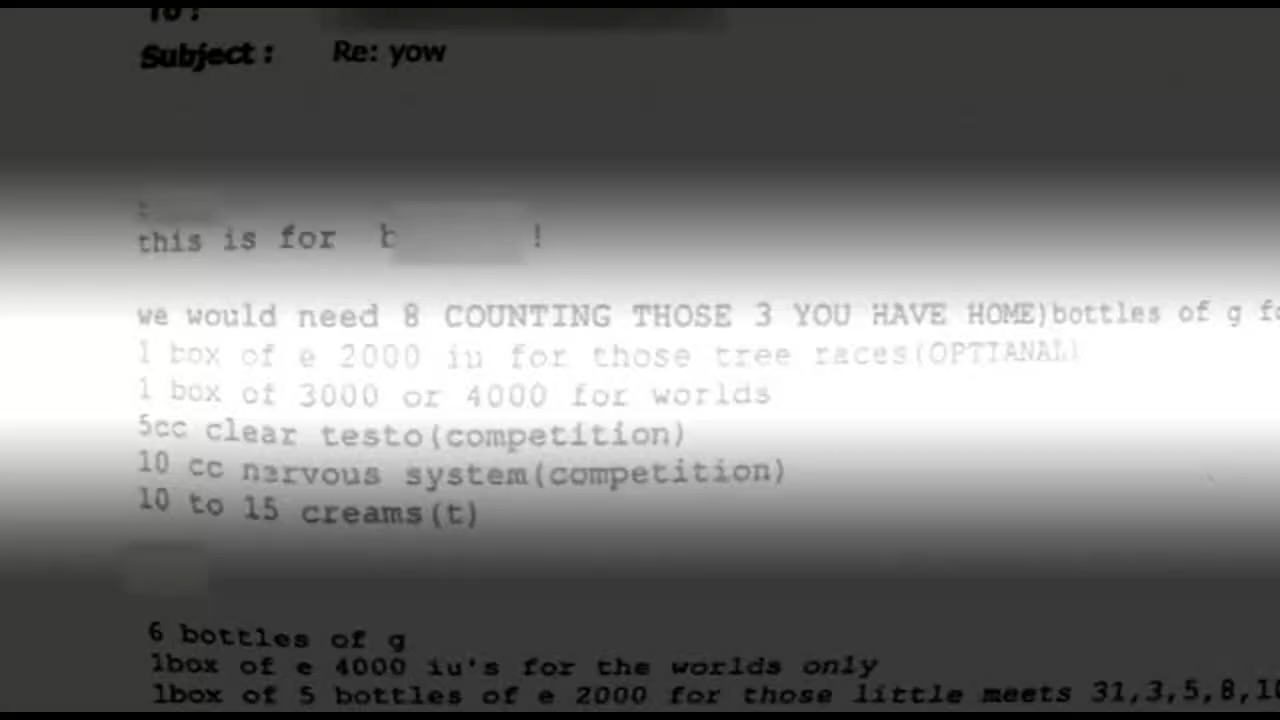 To:
Subject: Re: yow
this is for b !
we would need 8 COUNTING THOSE 3 YOU HAVE HOME)bottles of g fo
1 box of e 2000 iu for those tree races(OPTIANAL)
1 box of 3000 or 4000 for worlds
5cc clear testo(competition)
10 cc narvous system(competition)
10 to 15 creams(t)
6 bottles of g
1box of e 4000 iu's for the worlds only
1box of 5 bottles of e 2000 for those little meets 31,3,5,8,10